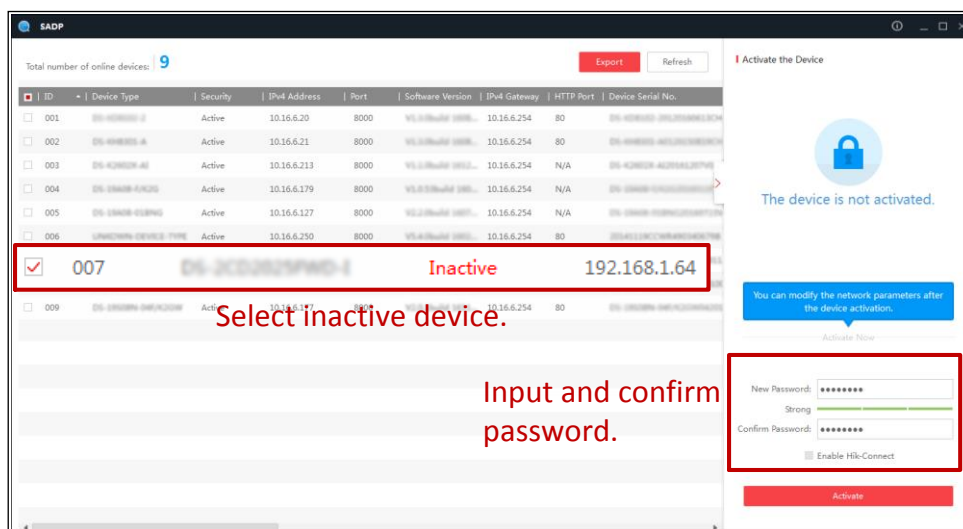 SADP
Total number of online devices: 9
Export
Refresh
ID | Device Type | Security | IPv4 Address | Port | Software Version | IPv4 Gateway | HTTP Port | Device Serial No.
001 Active 10.16.6.20 8000 10.16.6.254 80
002 Active 10.16.6.21 8000 10.16.6.254 80
003 Active 10.16.6.213 8000 10.16.6.254 N/A
004 Active 10.16.6.179 8000 10.16.6.254 N/A
005 Active 10.16.6.127 8000 10.16.6.254 N/A
006 Active 10.16.6.250 8000 10.16.6.254 80
007 Inactive 192.168.1.64
009 8000 10.16.6.254 80
Select inactive device.
Input and confirm
password.
Activate the Device
The device is not activated.
You can modify the network parameters after
the device activation.
Activate Now
New Password: ••••••••
Strong
Confirm Password: ••••••••
Enable Hik-Connect
Activate